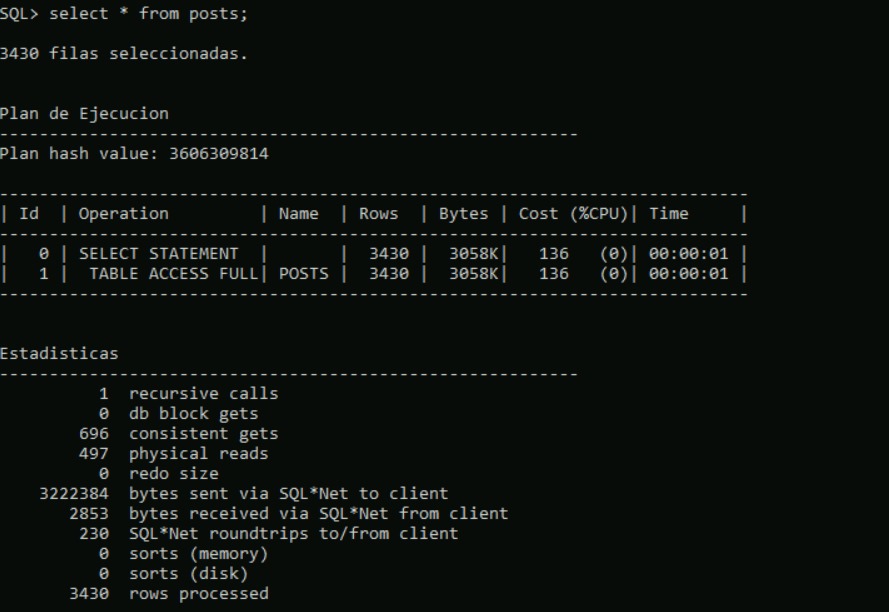 SQL> select * from posts;
3430 filas seleccionadas.
Plan de Ejecucion
----------------------------------------------------------
Plan hash value: 3606309814
---------------------------------------------------------------------------
| Id  | Operation         | Name  | Rows  | Bytes | Cost (%CPU)| Time     |
---------------------------------------------------------------------------
|   0 | SELECT STATEMENT  |       |  3430 |  3058K|   136   (0)| 00:00:01 |
|   1 |  TABLE ACCESS FULL| POSTS |  3430 |  3058K|   136   (0)| 00:00:01 |
---------------------------------------------------------------------------
Estadisticas
----------------------------------------------------------
          1  recursive calls
          0  db block gets
        696  consistent gets
        497  physical reads
          0  redo size
    3222384  bytes sent via SQL*Net to client
       2853  bytes received via SQL*Net from client
        230  SQL*Net roundtrips to/from client
          0  sorts (memory)
          0  sorts (disk)
       3430  rows processed